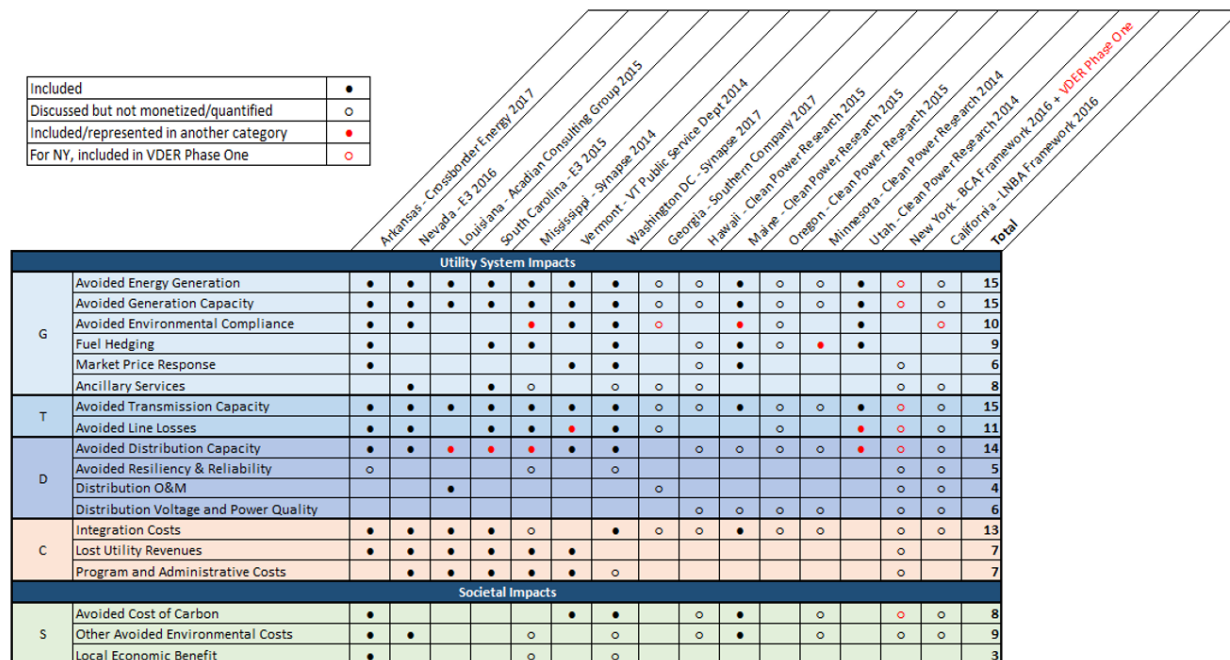 Included ●
Discussed but not monetized/quantified ○
Included/represented in another category ●
For NY, included in VDER Phase One ○
Arkansas - Crossborder Energy 2017
Nevada - E3 2016
Louisiana - Acadian Consulting Group 2015
South Carolina - E3 2015
Mississippi - Synapse 2014
Vermont - VT Public Service Dept 2014
Washington DC - Synapse 2017
Georgia - Southern Company 2017
Hawaii - Clean Power Research 2015
Maine - Clean Power Research 2015
Oregon - Clean Power Research 2015
Minnesota - Clean Power Research 2014
Utah - Clean Power Research 2014
New York - BCA Framework 2016 + VDER Phase One
California - LNBA Framework 2016
Total
Utility System Impacts
G
Avoided Energy Generation ● ● ● ● ● ● ● ○ ○ ● ○ ○ ● ○ ○ 15
Avoided Generation Capacity ● ● ● ● ● ● ● ○ ○ ● ○ ○ ● ○ ○ 15
Avoided Environmental Compliance ● ● ● ● ● ○ ● ○ ● ○ 10
Fuel Hedging ● ● ● ● ○ ● ○ ● ● 9
Market Price Response ● ● ● ○ ● ○ 6
Ancillary Services ● ● ○ ○ ○ ○ ○ ○ 8
T
Avoided Transmission Capacity ● ● ● ● ● ● ● ○ ○ ● ○ ○ ● ○ ○ 15
Avoided Line Losses ● ● ● ● ● ● ○ ○ ● ○ ○ 11
D
Avoided Distribution Capacity ● ● ● ● ● ● ● ○ ○ ○ ○ ● ○ ○ 14
Avoided Resiliency & Reliability ○ ○ ○ ○ ○ 5
Distribution O&M ● ○ ○ ○ 4
Distribution Voltage and Power Quality ○ ○ ○ ○ ○ ○ 6
C
Integration Costs ● ● ● ● ○ ● ○ ○ ● ○ ○ ○ ○ 13
Lost Utility Revenues ● ● ● ● ● ● ○ 7
Program and Administrative Costs ● ● ● ● ● ○ ○ 7
Societal Impacts
S
Avoided Cost of Carbon ● ● ● ○ ● ○ ○ ○ 8
Other Avoided Environmental Costs ● ● ○ ○ ○ ● ○ ○ ○ 9
Local Economic Benefit ● ○ ○ 3